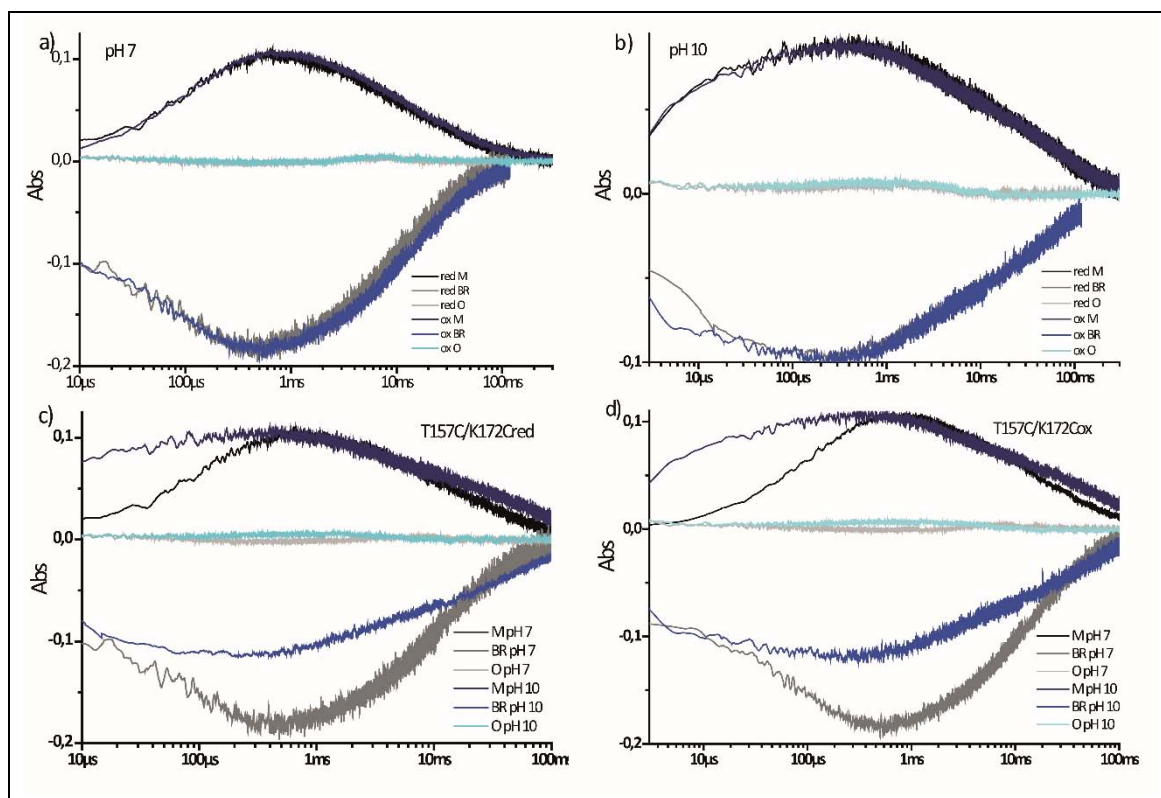 a) pH 7
0,1
0,0
-0,1
-0,2
Abs
red M
red BR
red O
ox M
ox BR
ox O
10µs 100µs 1ms 10ms 100ms
b) pH 10
0,0
-0,1
Abs
red M
red BR
red O
ox M
ox BR
ox O
10µs 100µs 1ms 10ms 100ms
c) T157C/K172Cred
0,1
0,0
-0,1
-0,2
Abs
M pH 7
BR pH 7
O pH 7
M pH 10
BR pH 10
O pH 10
10µs 100µs 1ms 10ms 100ms
d) T157C/K172Cox
0,1
0,0
-0,1
-0,2
Abs
M pH 7
BR pH 7
O pH 7
M pH 10
BR pH 10
O pH 10
10µs 100µs 1ms 10ms 100ms